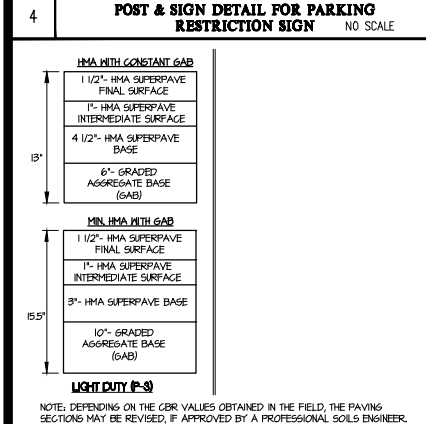 4
POST & SIGN DETAIL FOR PARKING
RESTRICTION SIGN NO SCALE
HMA WITH CONSTANT GAB
1 1/2"- HMA SUPERPAVE
FINAL SURFACE
1"- HMA SUPERPAVE
INTERMEDIATE SURFACE
4 1/2"- HMA SUPERPAVE
BASE
13"
6"- GRADED
AGGREGATE BASE
(GAB)
MIN. HMA WITH GAB
1 1/2"- HMA SUPERPAVE
FINAL SURFACE
1"- HMA SUPERPAVE
INTERMEDIATE SURFACE
3"- HMA SUPERPAVE BASE
15.5"
10"- GRADED
AGGREGATE BASE
(GAB)
LIGHT DUTY (P-3)
NOTE: DEPENDING ON THE CBR VALUES OBTAINED IN THE FIELD, THE PAVING
SECTIONS MAY BE REVISED, IF APPROVED BY A PROFESSIONAL SOILS ENGINEER.